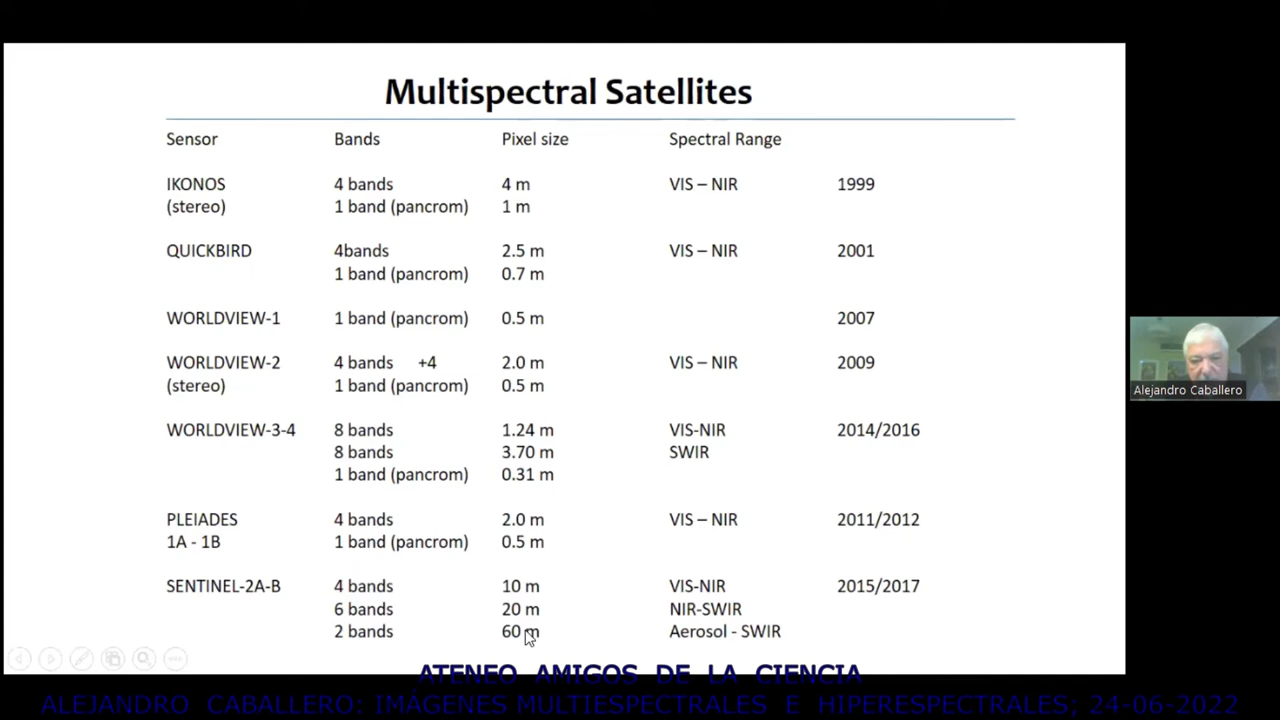 Multispectral Satellites
Sensor Bands Pixel size Spectral Range
IKONOS 4 bands 4 m VIS – NIR 1999
(stereo) 1 band (pancrom) 1 m
QUICKBIRD 4bands 2.5 m VIS – NIR 2001
1 band (pancrom) 0.7 m
WORLDVIEW-1 1 band (pancrom) 0.5 m 2007
WORLDVIEW-2 4 bands +4 2.0 m VIS – NIR 2009
(stereo) 1 band (pancrom) 0.5 m
WORLDVIEW-3-4 8 bands 1.24 m VIS-NIR 2014/2016
8 bands 3.70 m SWIR
1 band (pancrom) 0.31 m
PLEIADES 4 bands 2.0 m VIS – NIR 2011/2012
1A - 1B 1 band (pancrom) 0.5 m
SENTINEL-2A-B 4 bands 10 m VIS-NIR 2015/2017
6 bands 20 m NIR-SWIR
2 bands 60 m Aerosol - SWIR
Alejandro Caballero
ATENEO AMIGOS DE LA CIENCIA
ALEJANDRO CABALLERO: IMÁGENES MULTIESPECTRALES E HIPERESPECTRALES; 24-06-2022